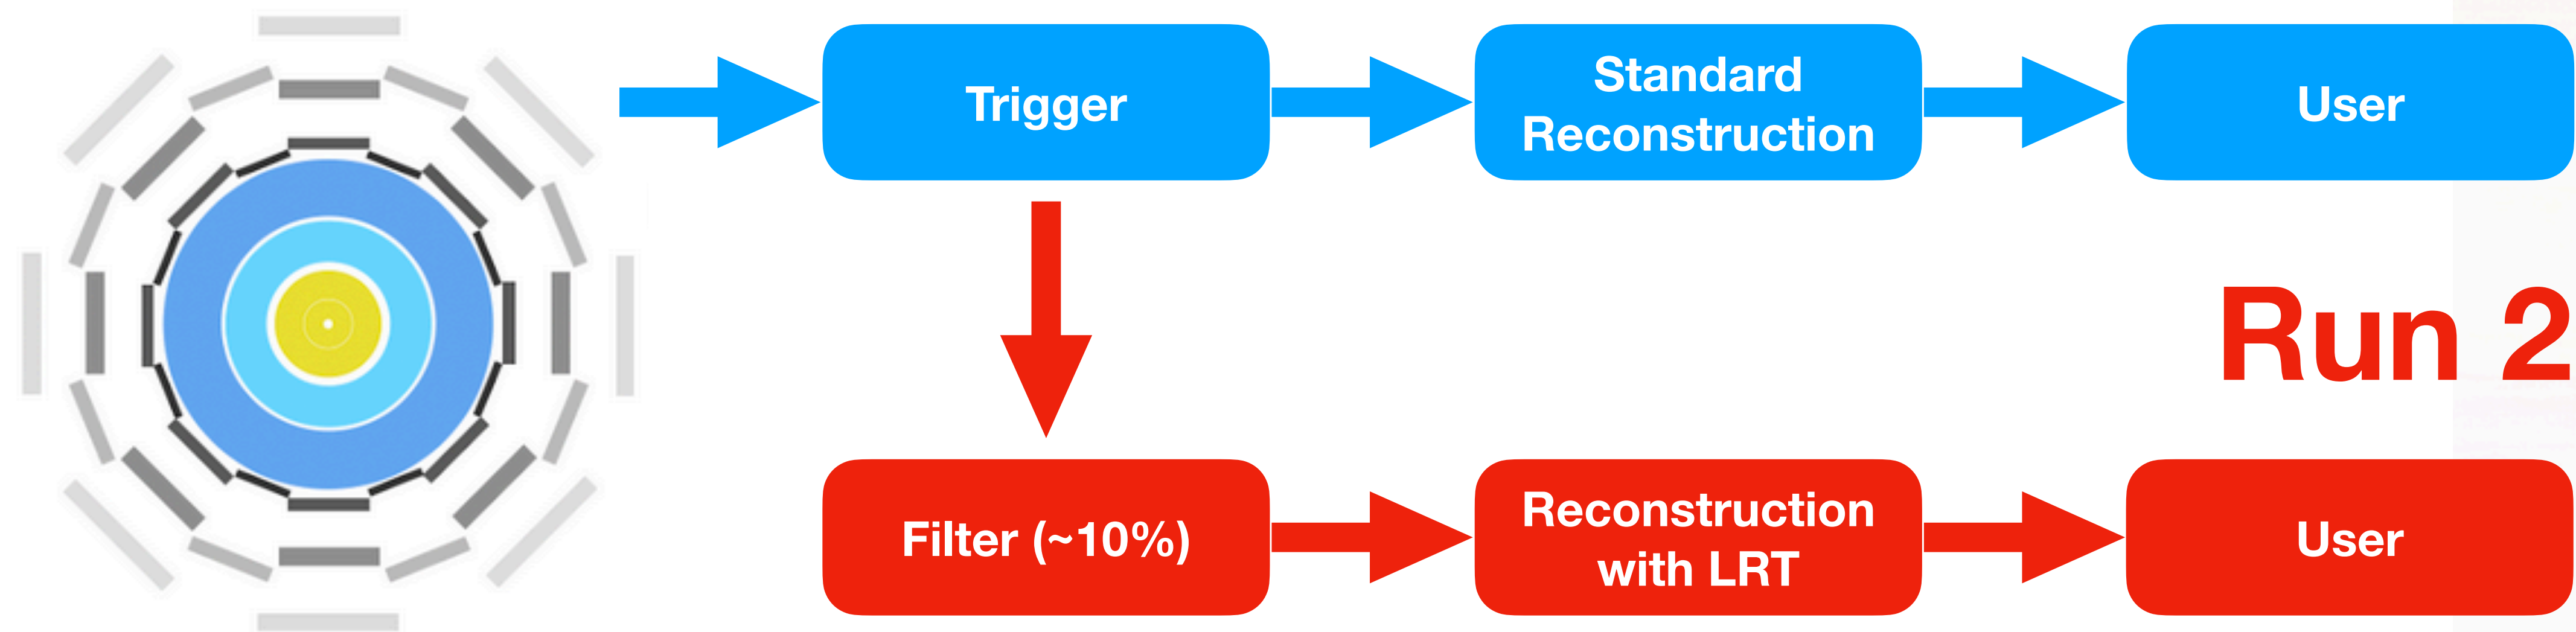 Trigger
Standard
Reconstruction
User
Run 2
Filter (~10%)
Reconstruction
with LRT
User